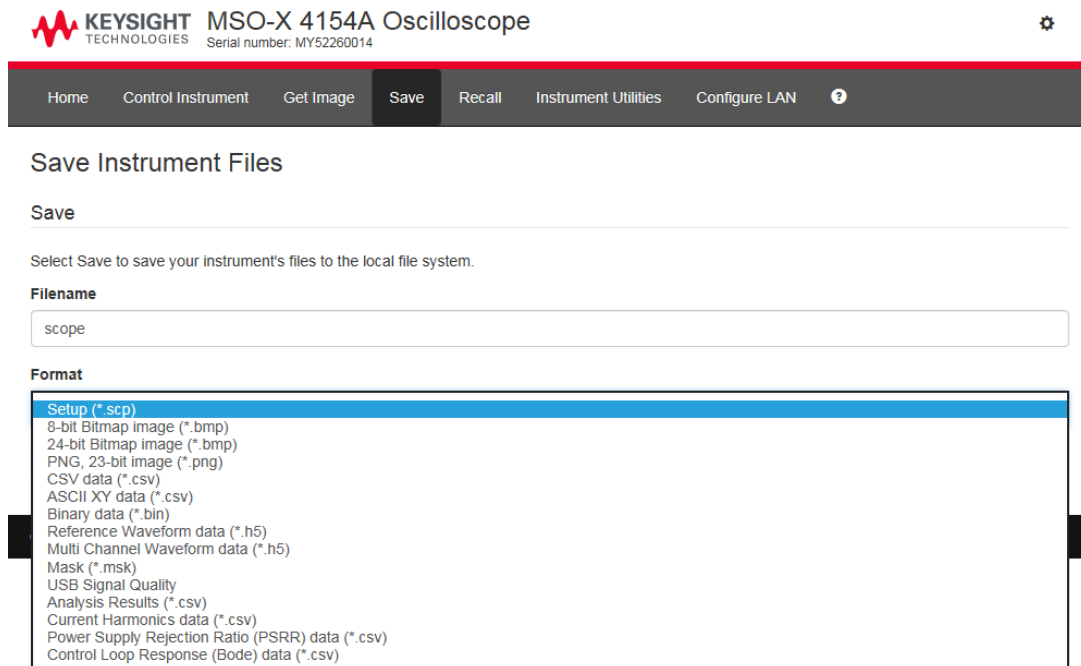 KEYSIGHT
TECHNOLOGIES
MSO-X 4154A Oscilloscope
Serial number: MY52260014
Home Control Instrument Get Image Save Recall Instrument Utilities Configure LAN ?
Save Instrument Files
Save
Select Save to save your instrument's files to the local file system.
Filename
scope
Format
Setup (*.scp)
8-bit Bitmap image (*.bmp)
24-bit Bitmap image (*.bmp)
PNG, 23-bit image (*.png)
CSV data (*.csv)
ASCII XY data (*.csv)
Binary data (*.bin)
Reference Waveform data (*.h5)
Multi Channel Waveform data (*.h5)
Mask (*.msk)
USB Signal Quality
Analysis Results (*.csv)
Current Harmonics data (*.csv)
Power Supply Rejection Ratio (PSRR) data (*.csv)
Control Loop Response (Bode) data (*.csv)